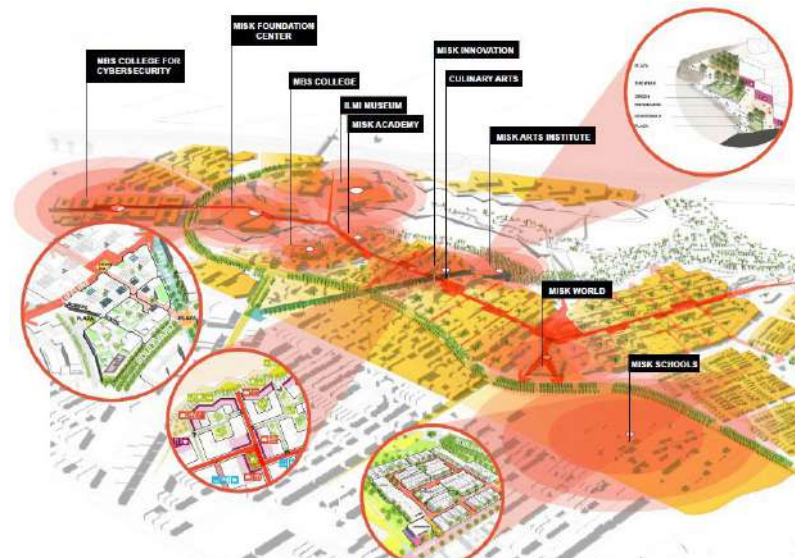 MISK FOUNDATION
CENTER
MBS COLLEGE FOR
CYBERSECURITY
MBS COLLEGE
ILMI MUSEUM
MISK ACADEMY
MISK INNOVATION
CULINARY ARTS
MISK ARTS INSTITUTE
MISK WORLD
MISK SCHOOLS
PLAZA
PLAZA
PLAZA